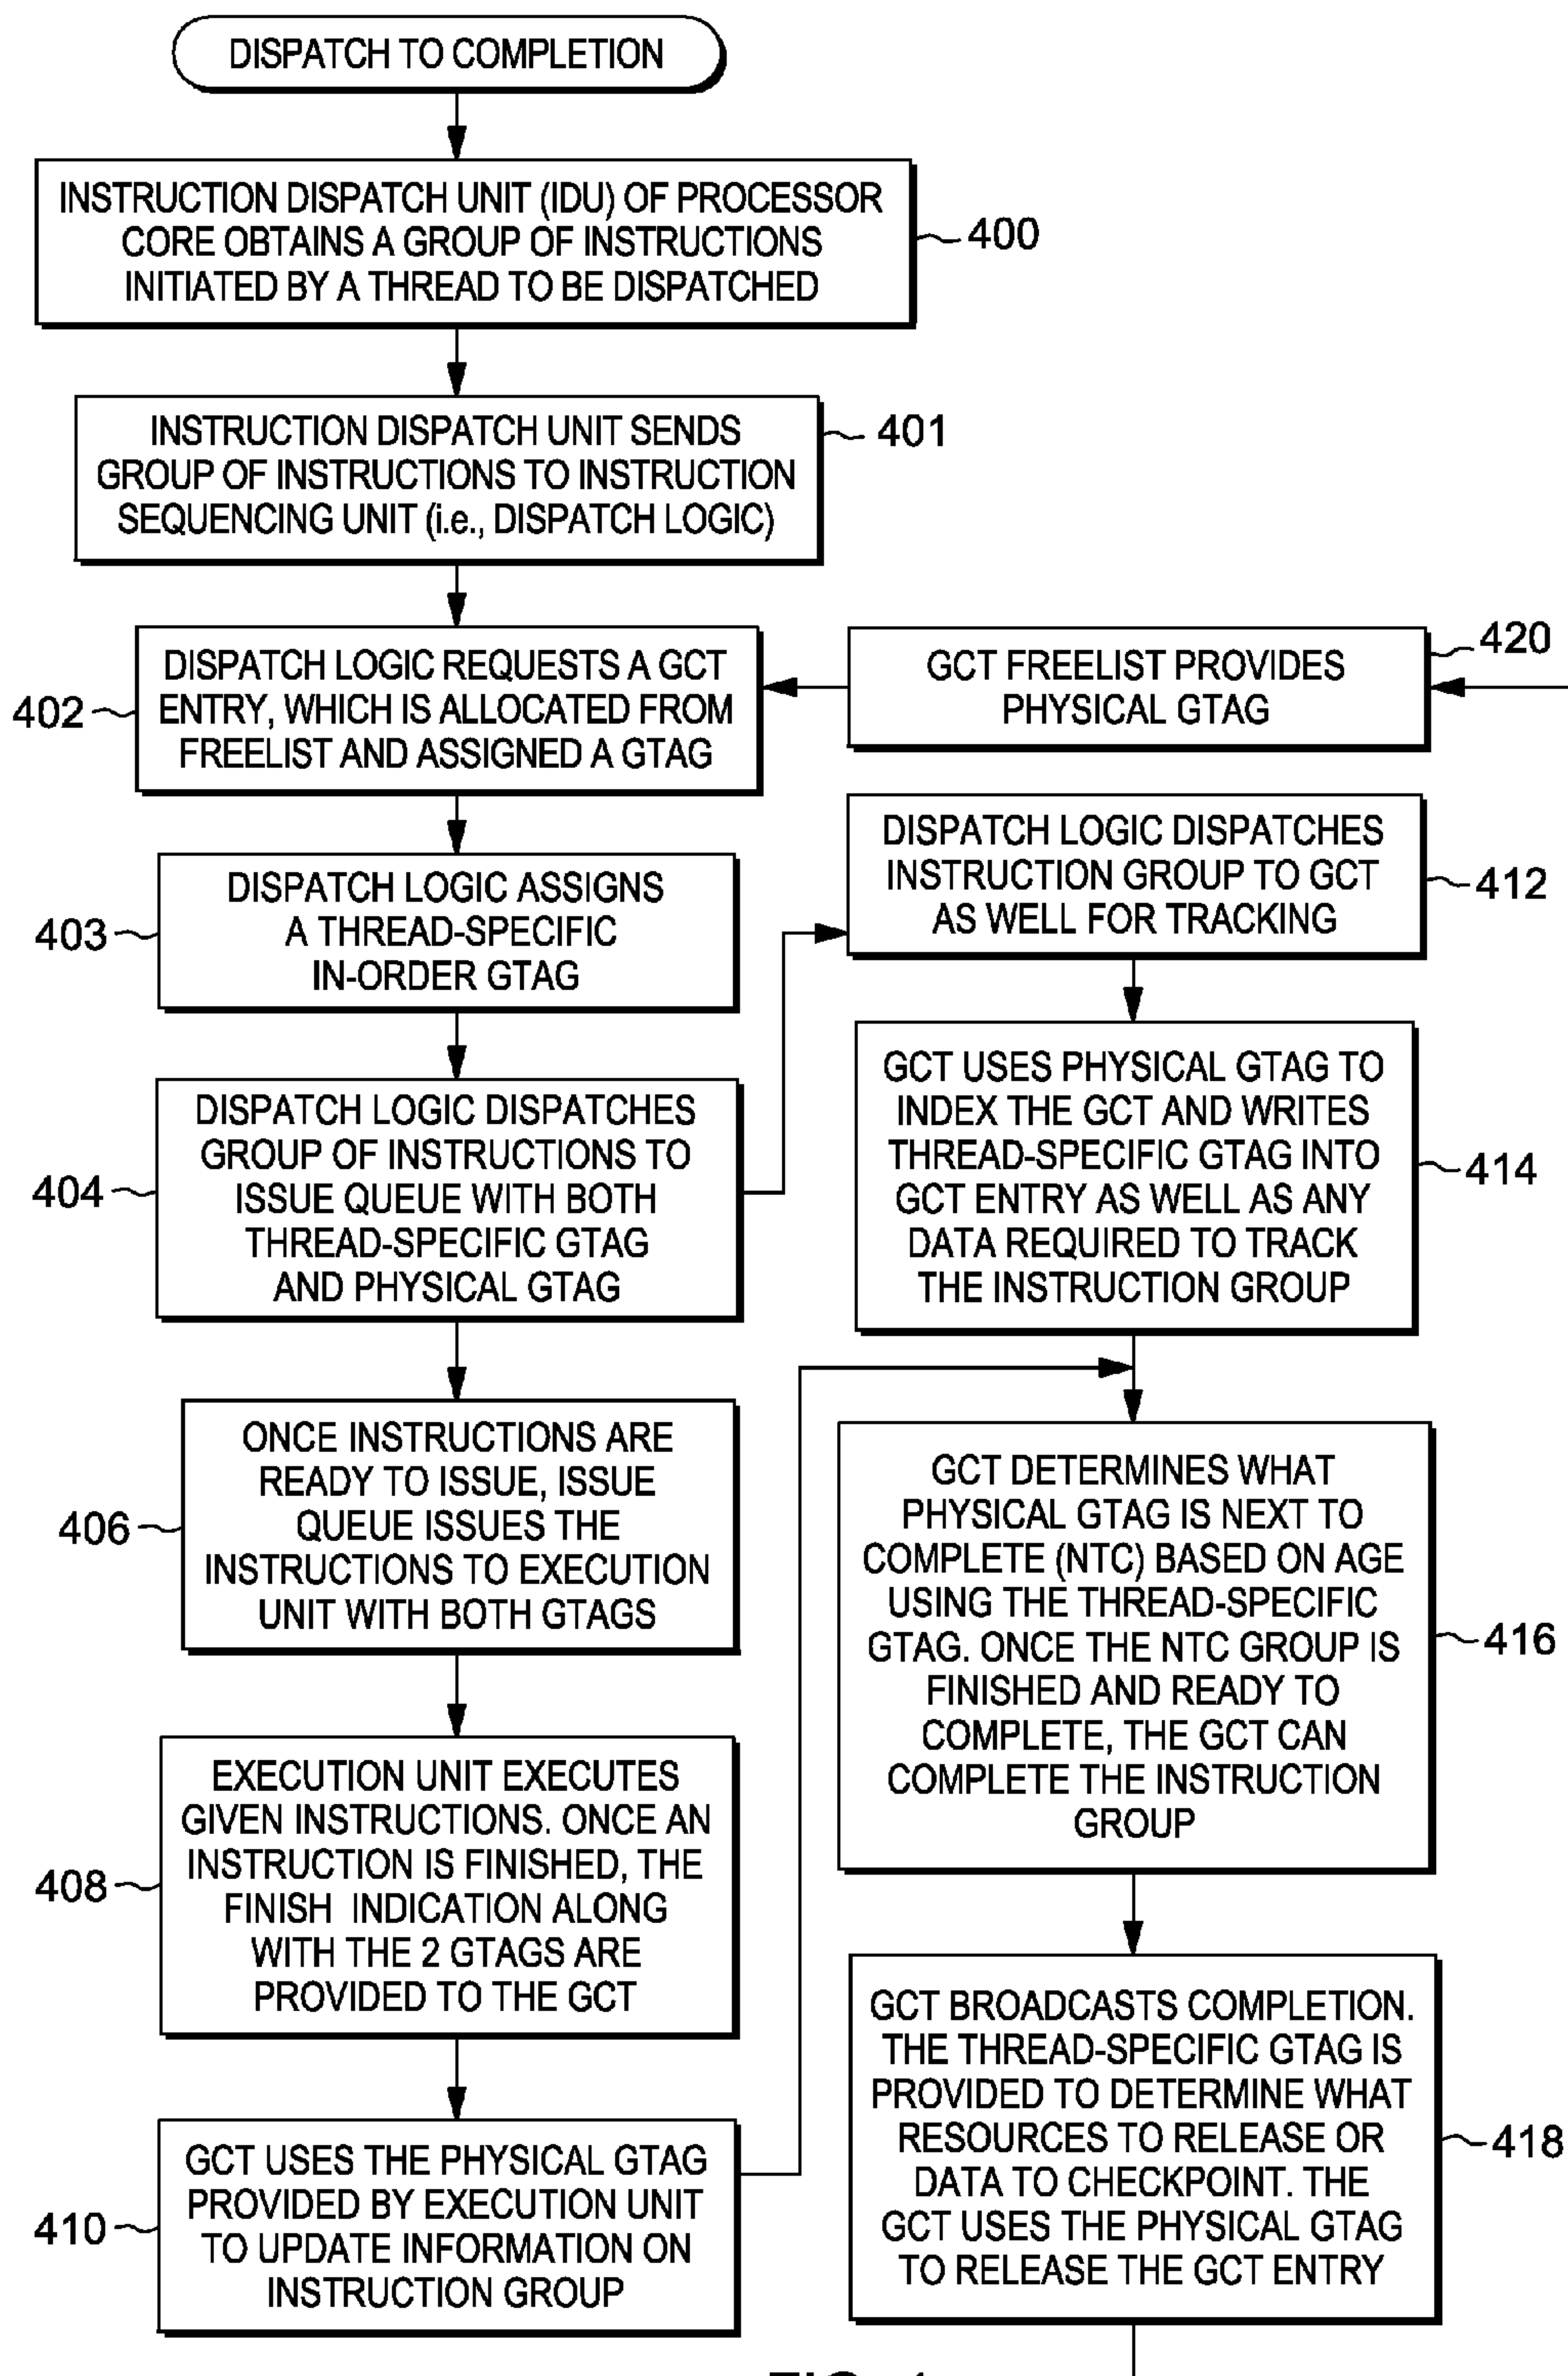 DISPATCH TO COMPLETION
INSTRUCTION DISPATCH UNIT (IDU) OF PROCESSOR
CORE OBTAINS A GROUP OF INSTRUCTIONS
INITIATED BY A THREAD TO BE DISPATCHED
400
INSTRUCTION DISPATCH UNIT SENDS
GROUP OF INSTRUCTIONS TO INSTRUCTION
SEQUENCING UNIT (i.e., DISPATCH LOGIC)
401
DISPATCH LOGIC REQUESTS A GCT
ENTRY, WHICH IS ALLOCATED FROM
FREELIST AND ASSIGNED A GTAG
402
GCT FREELIST PROVIDES
PHYSICAL GTAG
420
DISPATCH LOGIC ASSIGNS
A THREAD-SPECIFIC
IN-ORDER GTAG
403
DISPATCH LOGIC DISPATCHES
GROUP OF INSTRUCTIONS TO
ISSUE QUEUE WITH BOTH
THREAD-SPECIFIC GTAG
AND PHYSICAL GTAG
404
ONCE INSTRUCTIONS ARE
READY TO ISSUE, ISSUE
QUEUE ISSUES THE
INSTRUCTIONS TO EXECUTION
UNIT WITH BOTH GTAGS
406
EXECUTION UNIT EXECUTES
GIVEN INSTRUCTIONS. ONCE AN
INSTRUCTION IS FINISHED, THE
FINISH INDICATION ALONG
WITH THE 2 GTAGS ARE
PROVIDED TO THE GCT
408
GCT USES THE PHYSICAL GTAG
PROVIDED BY EXECUTION UNIT
TO UPDATE INFORMATION ON
INSTRUCTION GROUP
410
DISPATCH LOGIC DISPATCHES
INSTRUCTION GROUP TO GCT
AS WELL FOR TRACKING
412
GCT USES PHYSICAL GTAG TO
INDEX THE GCT AND WRITES
THREAD-SPECIFIC GTAG INTO
GCT ENTRY AS WELL AS ANY
DATA REQUIRED TO TRACK
THE INSTRUCTION GROUP
414
GCT DETERMINES WHAT
PHYSICAL GTAG IS NEXT TO
COMPLETE (NTC) BASED ON AGE
USING THE THREAD-SPECIFIC
GTAG. ONCE THE NTC GROUP IS
FINISHED AND READY TO
COMPLETE, THE GCT CAN
COMPLETE THE INSTRUCTION
GROUP
416
GCT BROADCASTS COMPLETION.
THE THREAD-SPECIFIC GTAG IS
PROVIDED TO DETERMINE WHAT
RESOURCES TO RELEASE OR
DATA TO CHECKPOINT. THE
GCT USES THE PHYSICAL GTAG
TO RELEASE THE GCT ENTRY
418